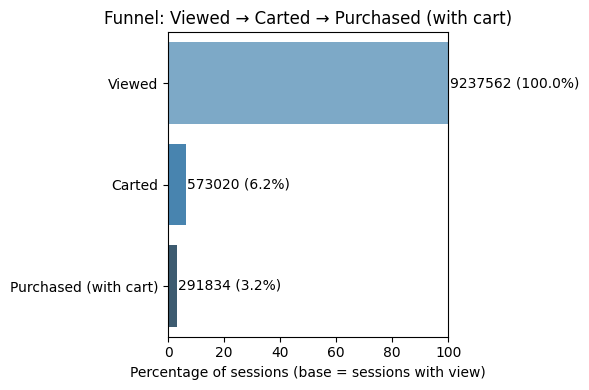 Funnel: Viewed → Carted → Purchased (with cart)
Viewed
9237562 (100.0%)
Carted
573020 (6.2%)
Purchased (with cart)
291834 (3.2%)
0 20 40 60 80 100
Percentage of sessions (base = sessions with view)